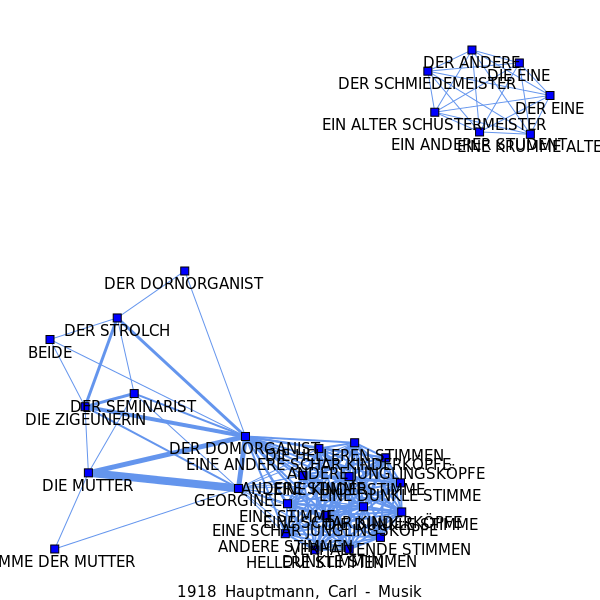 DER ANDERE
DIE EINE
DER SCHMIEDEMEISTER
DER EINE
EIN ALTER SCHUSTERMEISTER
EIN ANDERER STUDENT
EINE KRUMME ALTE
DER DORNORGANIST
DER STROLCH
BEIDE
DER SEMINARIST
DIE ZIGEUNERIN
DER DOMORGANIST
DIE HELLEREN STIMMEN
EINE ANDERE SCHAR KINDERKÖPFE
ANDERE JÜNGLINGSKÖPFE
DIE MUTTER
ANDERE KINDERSTIMME
EINE DUNKLE STIMME
GEORGINEL
EINE STIMME
EINE SCHAR KINDERKÖPFE
EINE SCHAR JÜNGLINGSKÖPFE
ANDERE STIMMEN
VERHALLENDE STIMMEN
MME DER MUTTER
HELLERE STIMMEN
DUNKLE STIMMEN
1918 Hauptmann, Carl - Musik